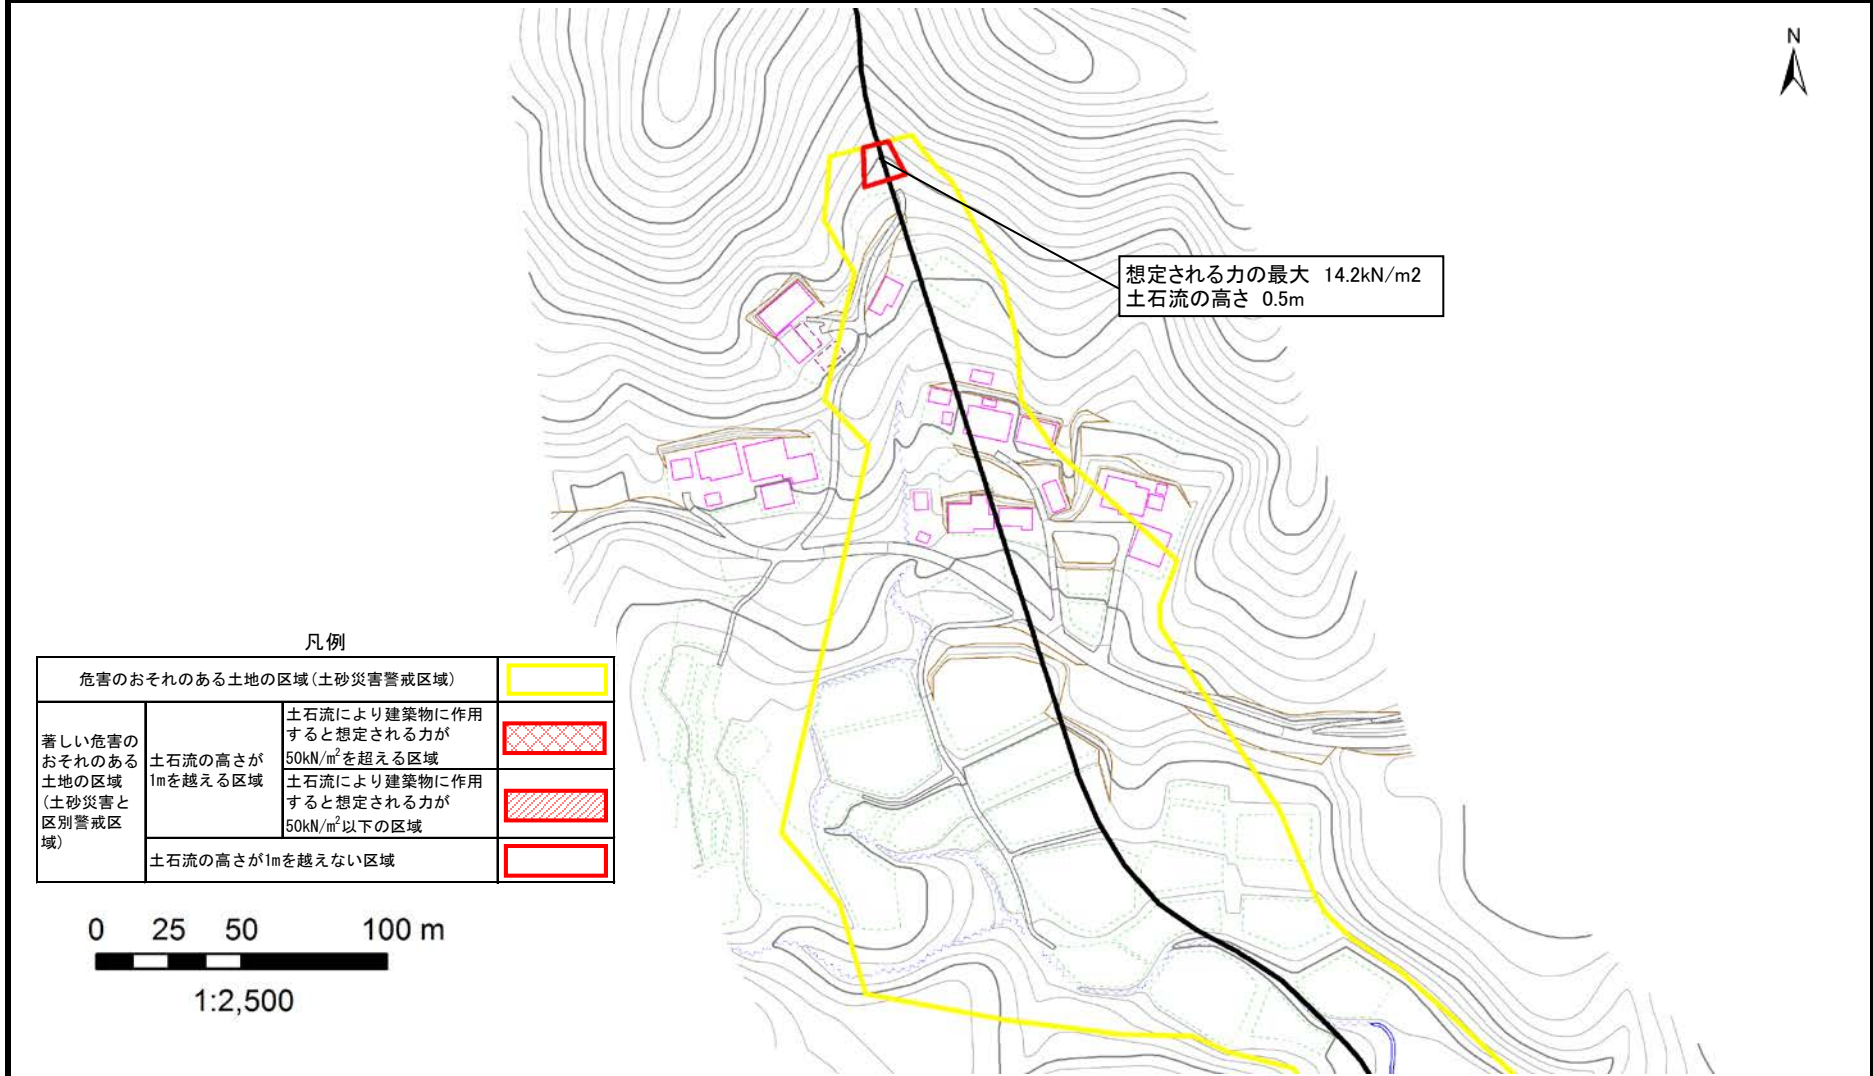 N
想定される力の最大 14.2kN/m2
土石流の高さ 0.5m
凡例
危害のおそれのある土地の区域(土砂災害警戒区域)
著しい危害の
おそれのある
土地の区域
(土砂災害と
区別警戒区
域)
土石流の高さが
1mを越える区域
土石流により建築物に作用
すると想定される力が
50kN/m²を超える区域
土石流により建築物に作用
すると想定される力が
50kN/m²以下の区域
土石流の高さが1mを越えない区域
0 25 50 100 m
1:2,500